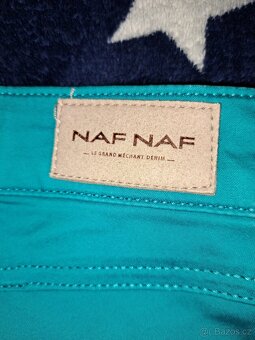 NAF NAF
LE GRAND MÉCHANT DENIM
Bazos.cz